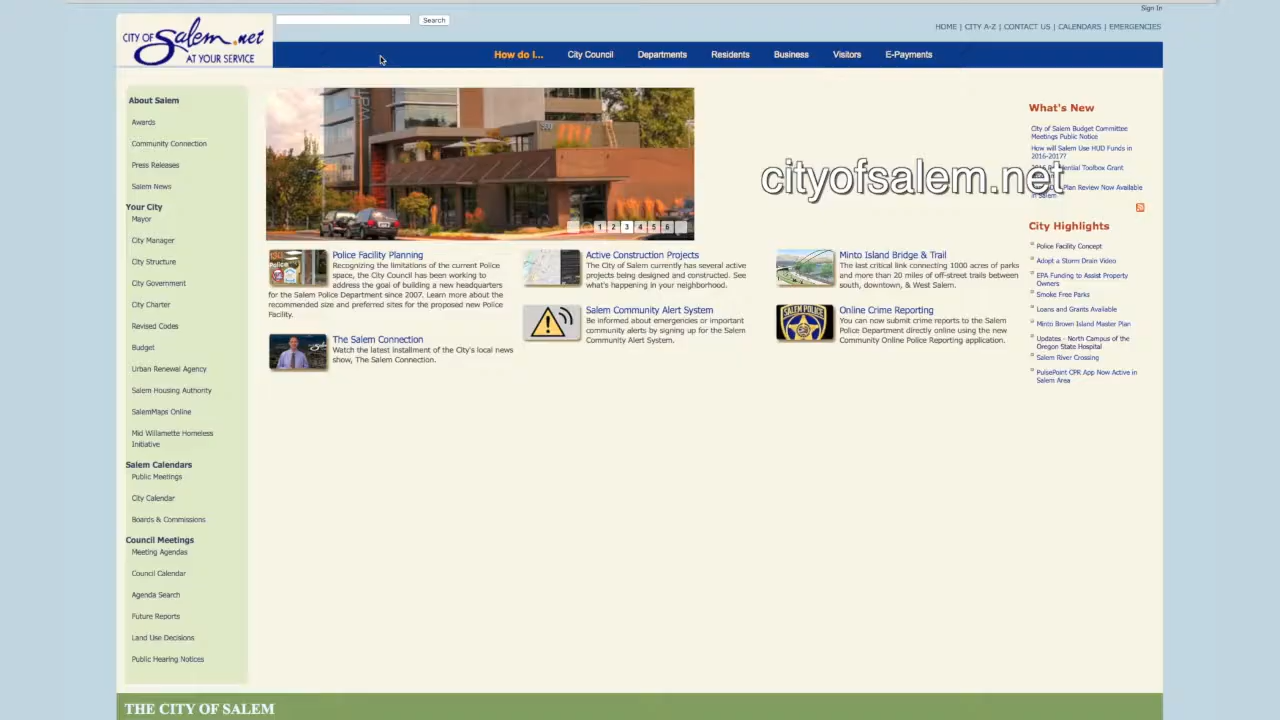 Sign In
CITY OF Salem.net
AT YOUR SERVICE
Search
HOME | CITY A-Z | CONTACT US | CALENDARS | EMERGENCIES
How do I... City Council Departments Residents Business Visitors E-Payments
About Salem
Awards
Community Connection
Press Releases
Salem News
Your City
Mayor
City Manager
City Structure
City Government
City Charter
Revised Codes
Budget
Urban Renewal Agency
Salem Housing Authority
SalemMaps Online
Mid Willamette Homeless
Initiative
Salem Calendars
Public Meetings
City Calendar
Boards & Commissions
Council Meetings
Meeting Agendas
Council Calendar
Agenda Search
Future Reports
Land Use Decisions
Public Hearing Notices
1 2 3 4 5 6
Police Facility Planning
Recognizing the limitations of the current Police
space, the City Council has been working to
address the goal of building a new headquarters
for the Salem Police Department since 2007. Learn more about the
recommended size and preferred sites for the proposed new Police
Facility.
The Salem Connection
Watch the latest installment of the City's local news
show, The Salem Connection.
Active Construction Projects
The City of Salem currently has several active
projects being designed and constructed. See
what's happening in your neighborhood.
Salem Community Alert System
Be informed about emergencies or important
community alerts by signing up for the Salem
Community Alert System.
Minto Island Bridge & Trail
The last critical link connecting 1000 acres of parks
and more than 20 miles of off-street trails between
south, downtown, & West Salem.
SALEM POLICE
Online Crime Reporting
You can now submit crime reports to the Salem
Police Department directly online using the new
Community Online Police Reporting application.
cityofsalem.net
What's New
City of Salem Budget Committee
Meetings Public Notice
How will Salem Use HUD Funds in
2016-2017?
Toolbox Grant
Plan Review Now Available
in Salem
City Highlights
Police Facility Concept
Adopt a Storm Drain Video
EPA Funding to Assist Property
Owners
Smoke Free Parks
Loans and Grants Available
Minto Brown Island Master Plan
Updates - North Campus of the
Oregon State Hospital
Salem River Crossing
PulsePoint CPR App Now Active in
Salem Area
THE CITY OF SALEM